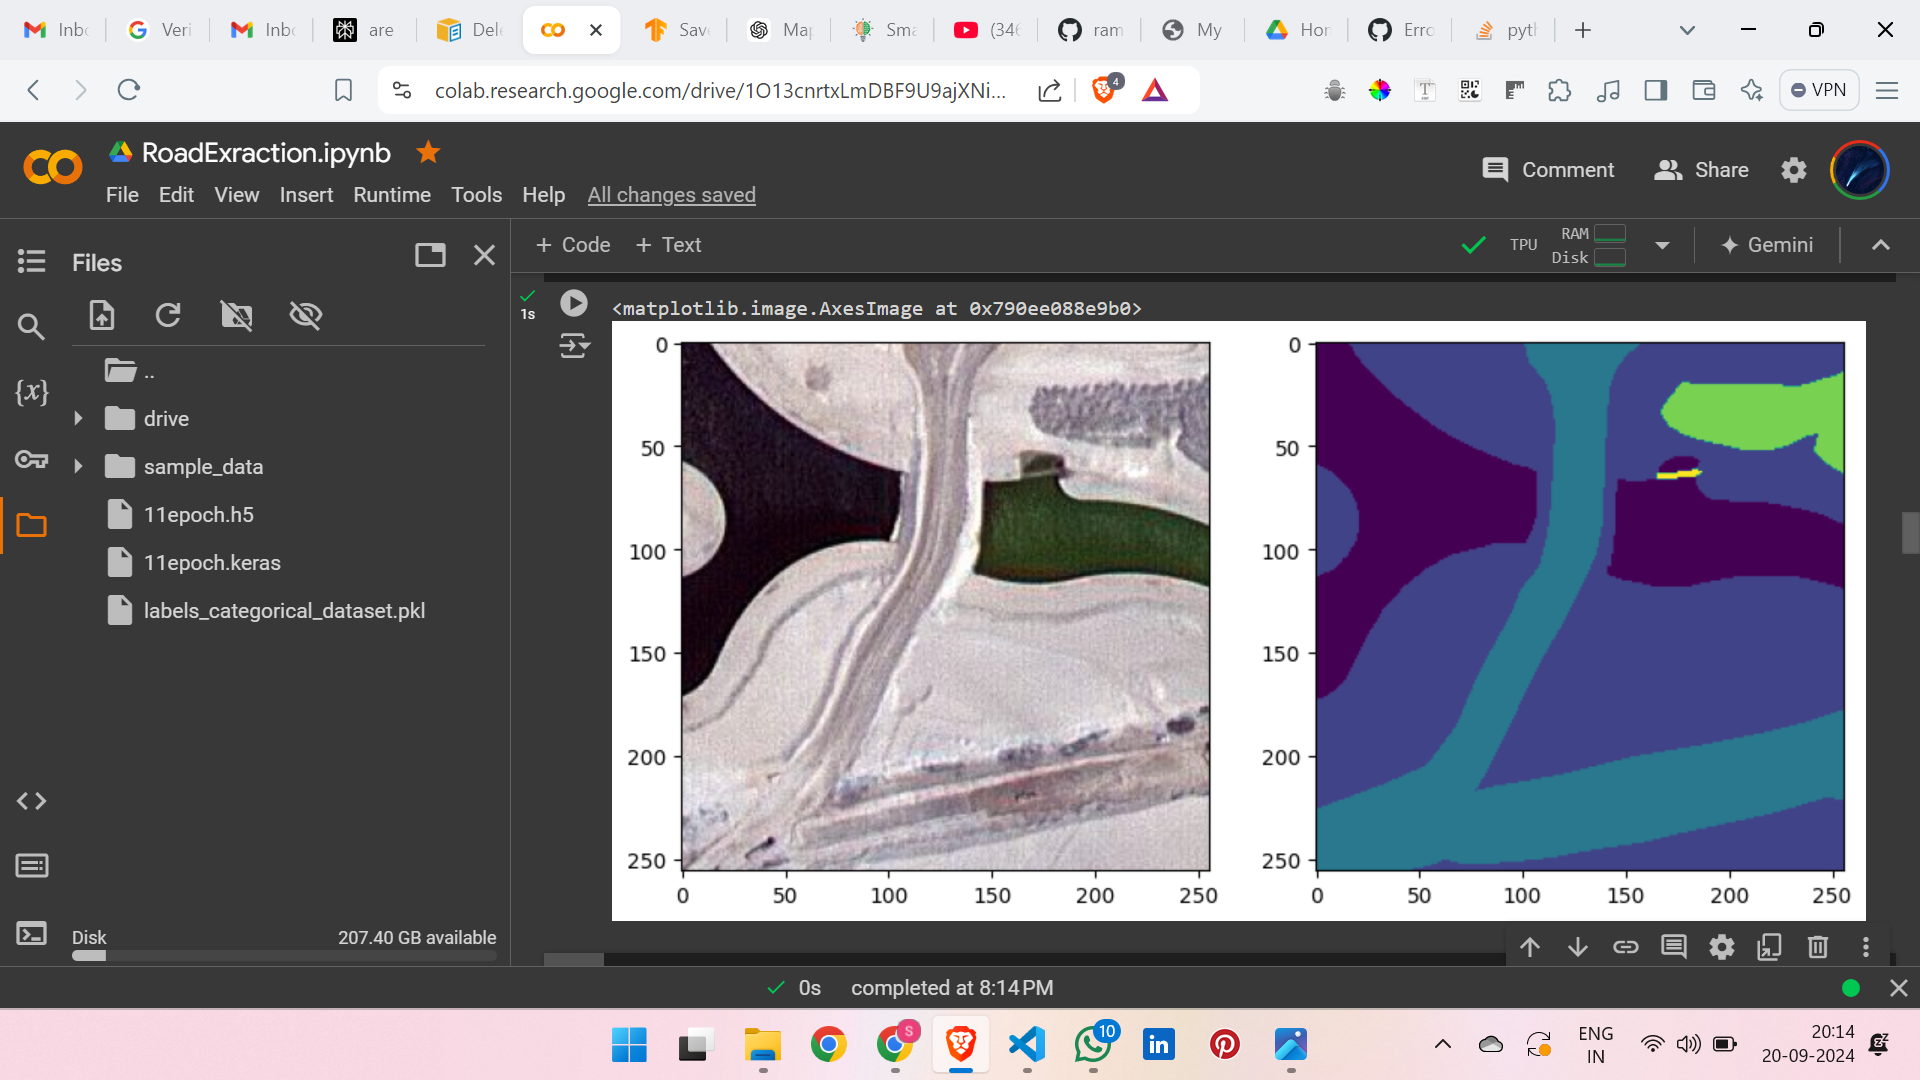 Inbo
Veri
Inbo
are
Dele
Save
Map
Sma
(346
ram
My
Hon
Erro
pyth
colab.research.google.com/drive/1O13cnrtxLmDBF9U9ajXNi...
4
VPN
RoadExraction.ipynb
Comment
Share
File Edit View Insert Runtime Tools Help All changes saved
Files
+ Code + Text
TPU
RAM
Disk
Gemini
1s
<matplotlib.image.AxesImage at 0x790ee088e9b0>
{x}
..
drive
sample_data
11epoch.h5
11epoch.keras
labels_categorical_dataset.pkl
0
50
100
150
200
250
0 50 100 150 200 250
0
50
100
150
200
250
0 50 100 150 200 250
Disk 207.40 GB available
0s completed at 8:14 PM
S
10
ENG
IN
20:14
20-09-2024